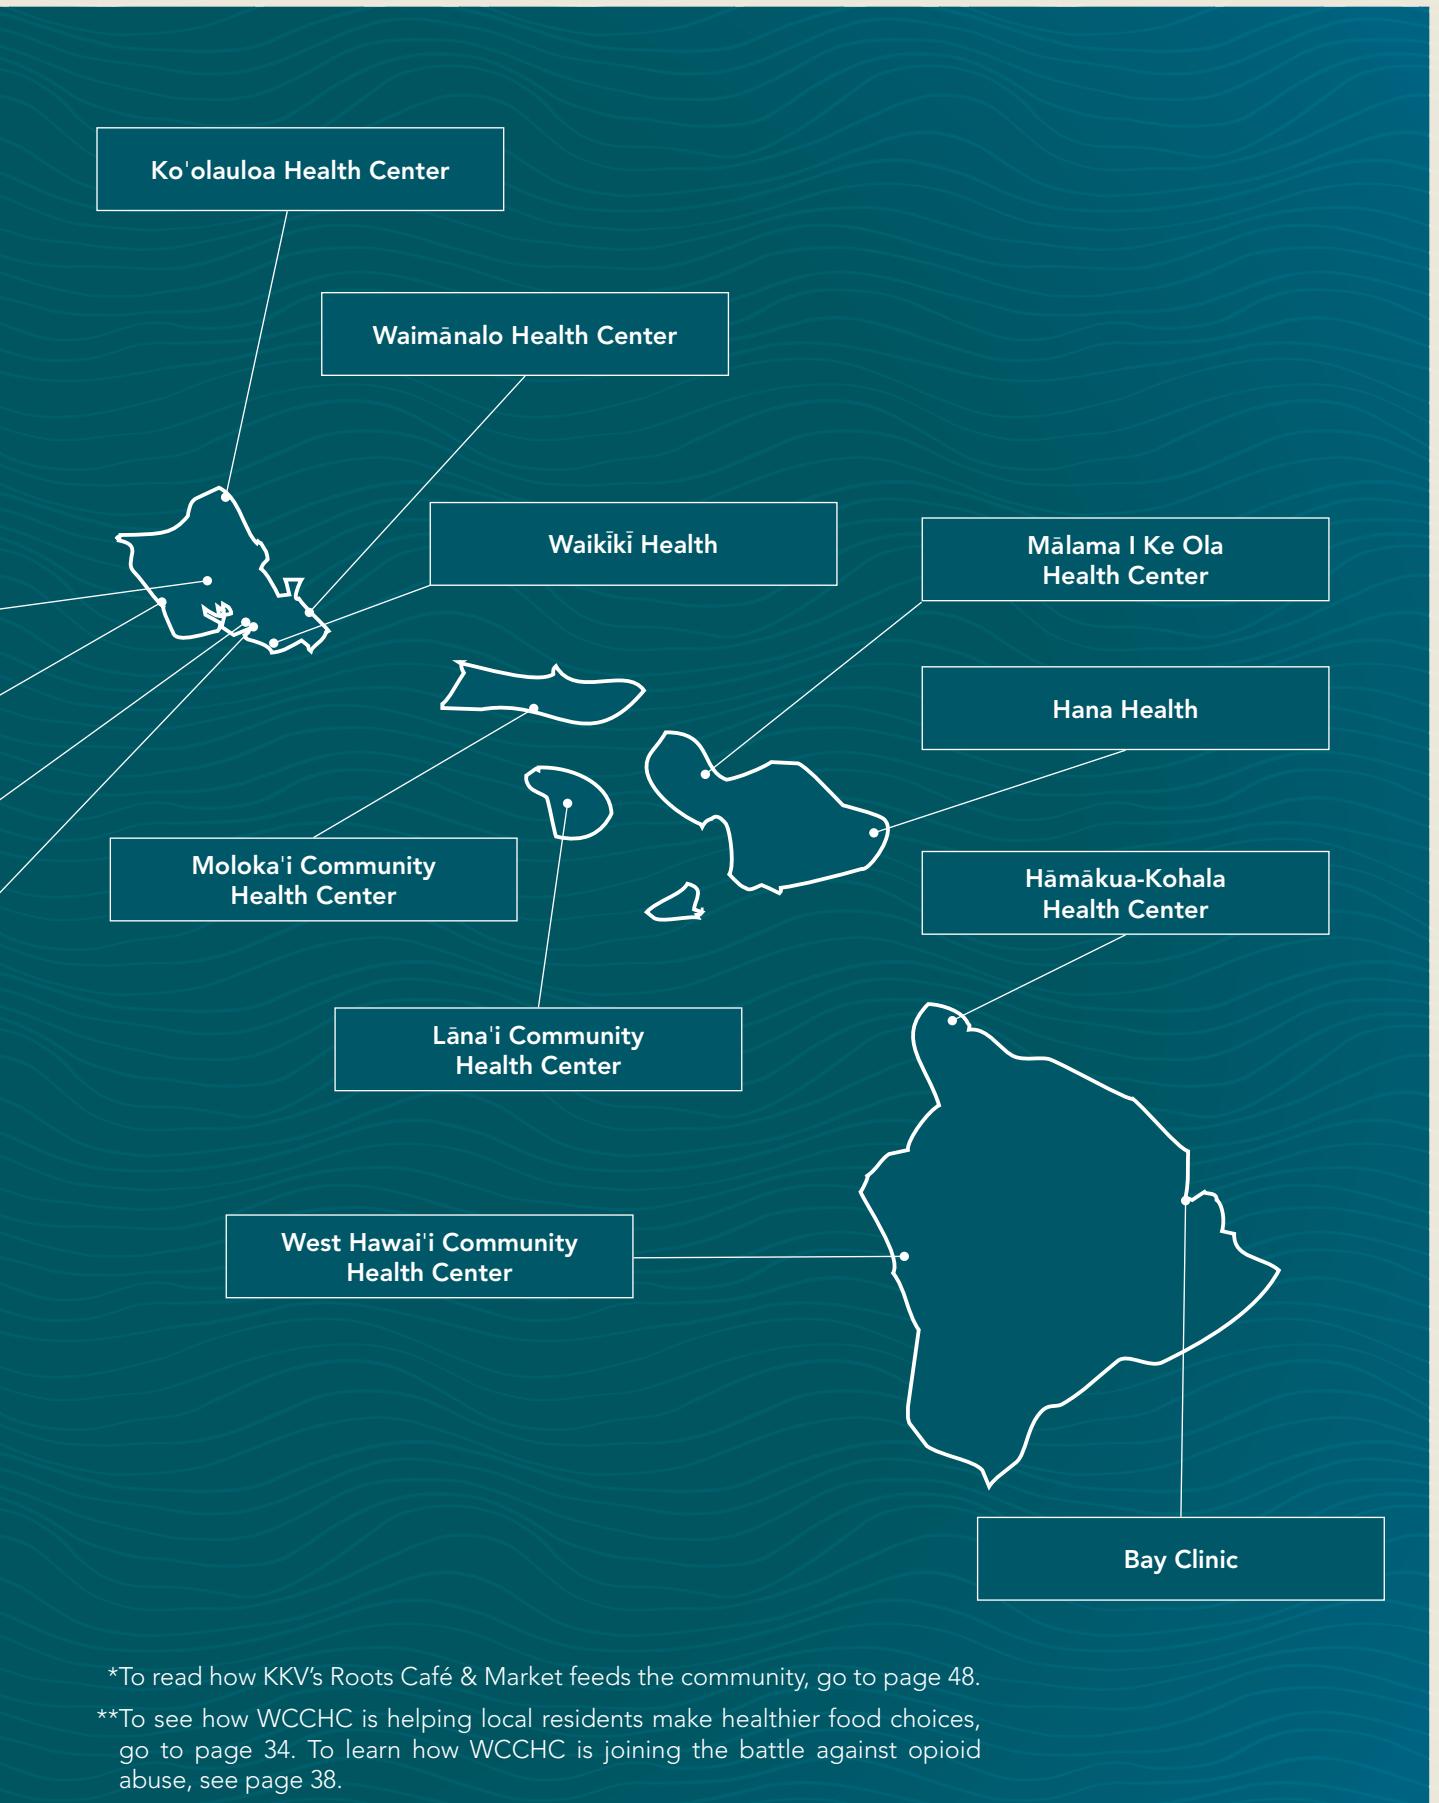 Ko'olauloa Health Center
Waimānalo Health Center
Waikīkī Health
Mālama I Ke Ola
Health Center
Hana Health
Moloka'i Community
Health Center
Hāmākua-Kohala
Health Center
Lāna'i Community
Health Center
West Hawai'i Community
Health Center
Bay Clinic
*To read how KKV’s Roots Café & Market feeds the community, go to page 48.
**To see how WCCHC is helping local residents make healthier food choices,
go to page 34. To learn how WCCHC is joining the battle against opioid
abuse, see page 38.